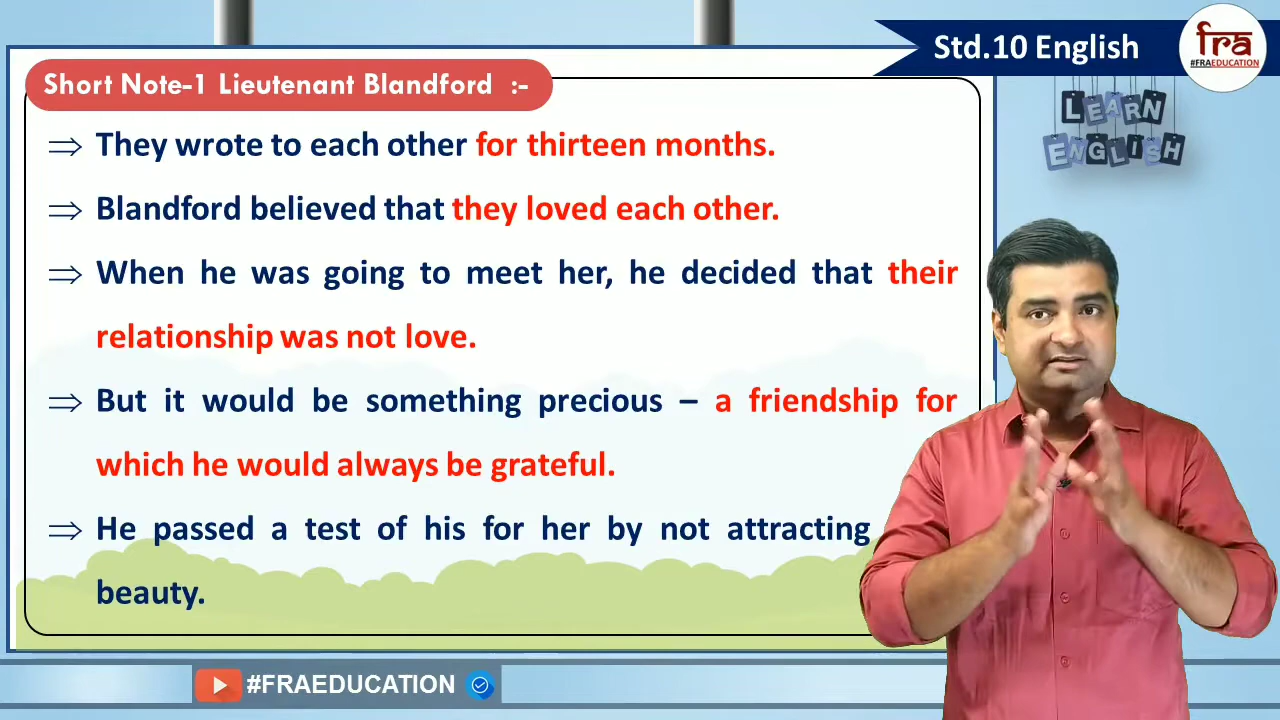 Std.10 English
fra
#FRAEDUCATION
LEARN
ENGLISH
Short Note-1 Lieutenant Blandford :-
⇒ They wrote to each other for thirteen months.
⇒ Blandford believed that they loved each other.
⇒ When he was going to meet her, he decided that their
relationship was not love.
⇒ But it would be something precious – a friendship for
which he would always be grateful.
⇒ He passed a test of his for her by not attracting
beauty.
#FRAEDUCATION